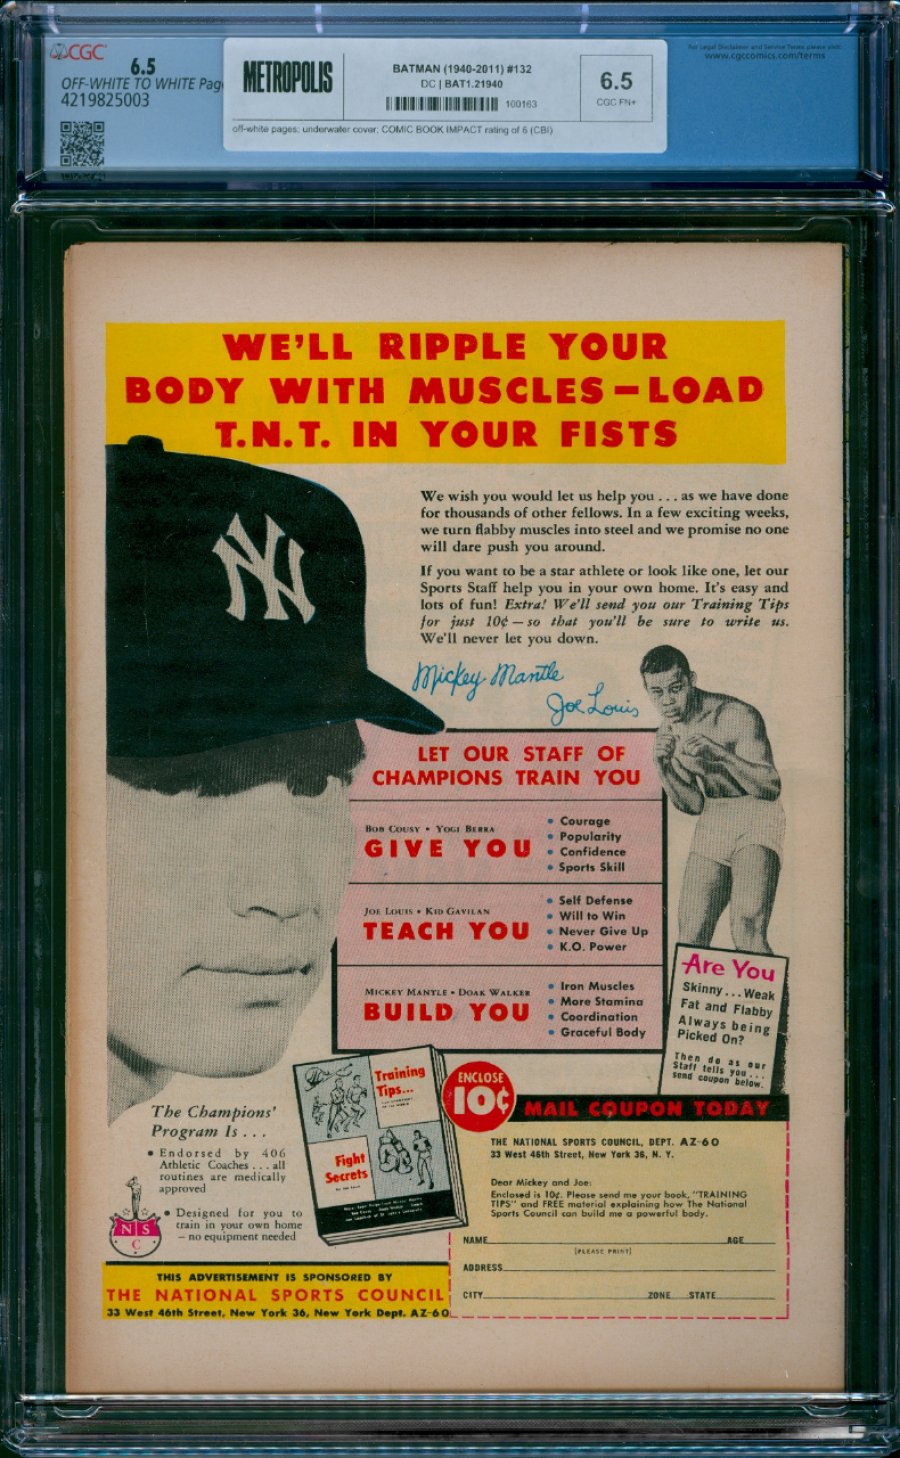 CGC
6.5
OFF-WHITE TO WHITE Pag
4219825003
METROPOLIS
BATMAN (1940-2011) #132
DC | BAT1.21940
100163
6.5
CGC FN+
off-white pages; underwater cover; COMIC BOOK IMPACT rating of 6 (CBI)
For Legal Disclaimer and Service Terms please visit:
www.cgccomics.com/terms
WE'LL RIPPLE YOUR
BODY WITH MUSCLES—LOAD
T.N.T. IN YOUR FISTS
NY
We wish you would let us help you . . . as we have done
for thousands of other fellows. In a few exciting weeks,
we turn flabby muscles into steel and we promise no one
will dare push you around.
If you want to be a star athlete or look like one, let our
Sports Staff help you in your own home. It's easy and
lots of fun! Extra! We'll send you our Training Tips
for just 10¢—so that you'll be sure to write us.
We'll never let you down.
Mickey Mantle
Joe Louis
LET OUR STAFF OF
CHAMPIONS TRAIN YOU
BOB COUSY • YOGI BERRA
GIVE YOU
• Courage
• Popularity
• Confidence
• Sports Skill
JOE LOUIS • KID GAVILAN
TEACH YOU
• Self Defense
• Will to Win
• Never Give Up
• K.O. Power
MICKEY MANTLE • DOAK WALKER
BUILD YOU
• Iron Muscles
• More Stamina
• Coordination
• Graceful Body
Are You
Skinny...Weak
Fat and Flabby
Always being
Picked On?
Then do as our
Staff tells you...
send coupon below.
Training
Tips...
Fight
Secrets
The Champions'
Program Is . . .
• Endorsed by 406
Athletic Coaches . . . all
routines are medically
approved
• Designed for you to
train in your own home
– no equipment needed
N S
C
ENCLOSE
10¢
MAIL COUPON TODAY
THE NATIONAL SPORTS COUNCIL, DEPT. AZ-60
33 West 46th Street, New York 36, N. Y.
Dear Mickey and Joe:
Enclosed is 10¢. Please send me your book, "TRAINING
TIPS" and FREE material explaining how The National
Sports Council can build me a powerful body.
NAME AGE
(PLEASE PRINT)
ADDRESS
CITY ZONE STATE
THIS ADVERTISEMENT IS SPONSORED BY
THE NATIONAL SPORTS COUNCIL
33 West 46th Street, New York 36, New York Dept. AZ-60